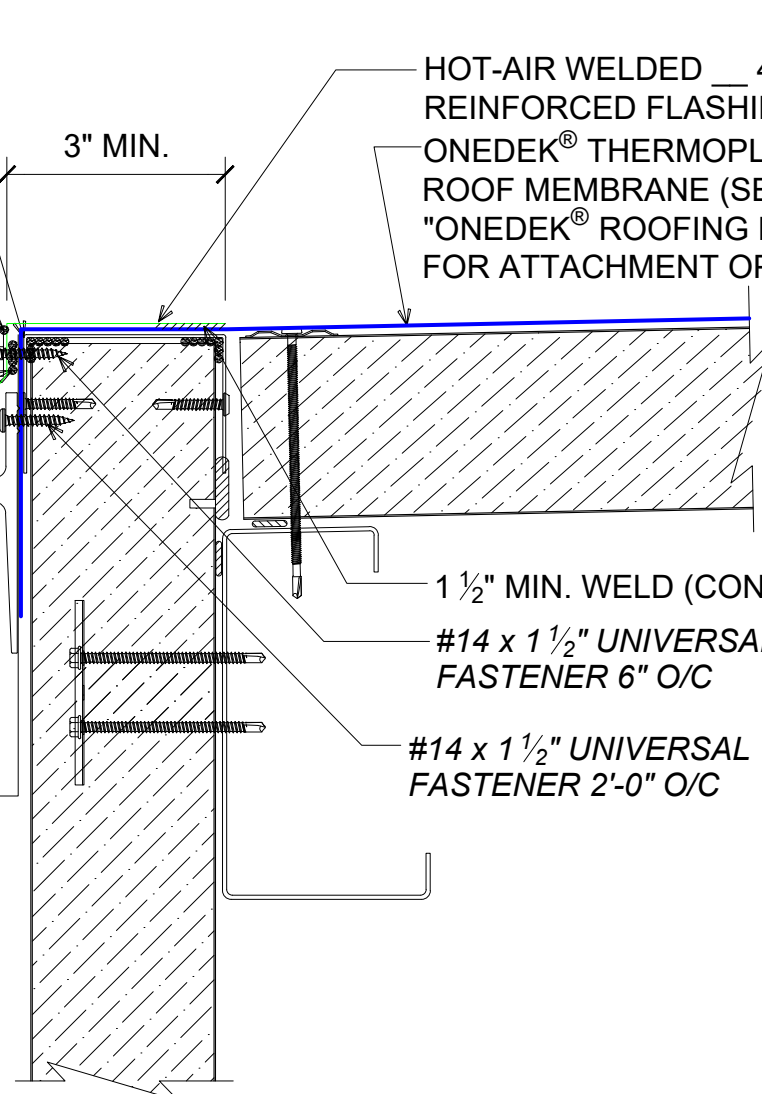 HOT-AIR WELDED __ 4
REINFORCED FLASHI
3" MIN.
ONEDEK® THERMOPL
ROOF MEMBRANE (SE
"ONEDEK® ROOFING
FOR ATTACHMENT OP
1 ½" MIN. WELD (CON
#14 x 1 ½" UNIVERSAL
FASTENER 6" O/C
#14 x 1 ½" UNIVERSAL
FASTENER 2'-0" O/C